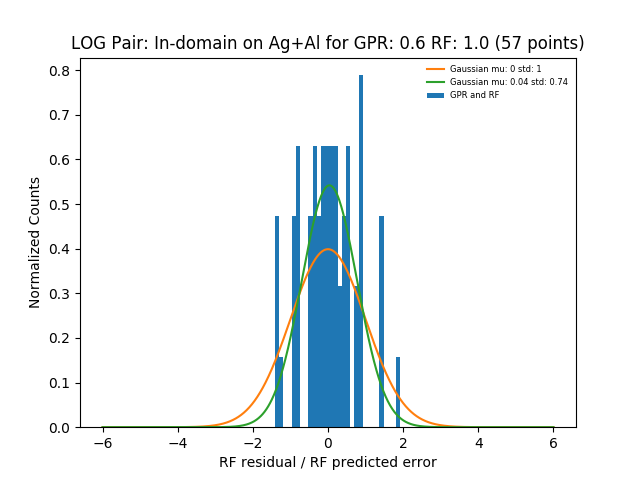 LOG Pair: In-domain on Ag+Al for GPR: 0.6 RF: 1.0 (57 points)
Gaussian mu: 0 std: 1
Gaussian mu: 0.04 std: 0.74
GPR and RF
Normalized Counts
0.8
0.7
0.6
0.5
0.4
0.3
0.2
0.1
0.0
−6 −4 −2 0 2 4 6
RF residual / RF predicted error